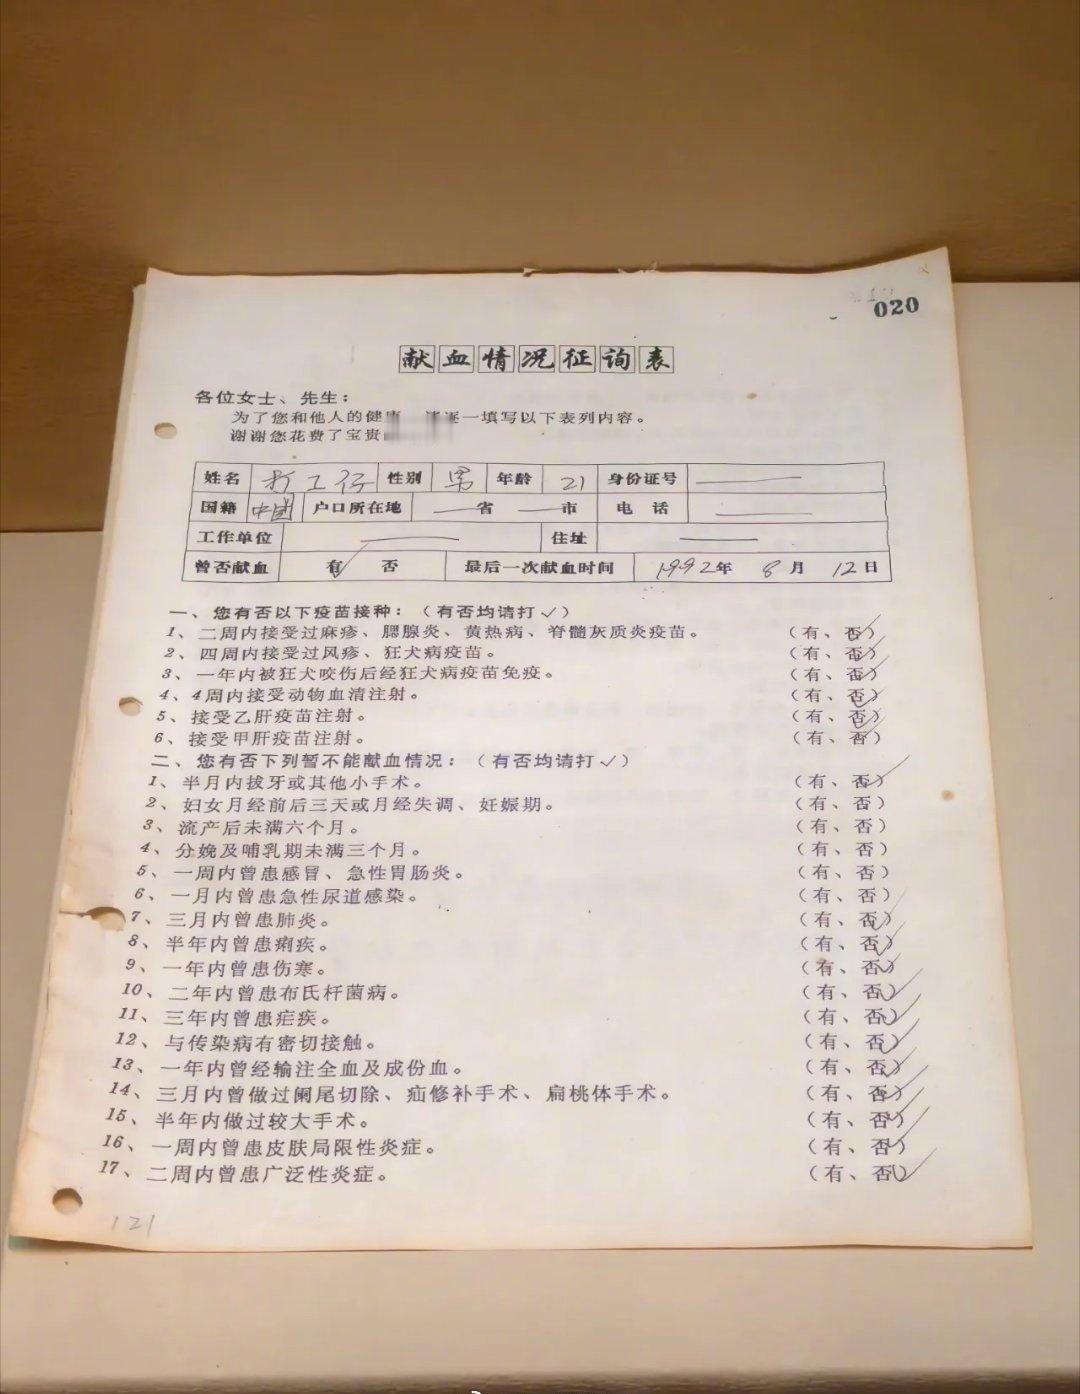 020
献血情况征询表
各位女士、先生：
为了您和他人的健 逐一填写以下表列内容。
谢谢您花费了宝贵
姓名 打工仔 性别 男 年龄 21 身份证号
国籍 中国 户口所在地 省 市 电话
工作单位 住址
曾否献血 有 否 最后一次献血时间 1992年 8月 12日
一、您有否以下疫苗接种：（有否均请打✓）
1、二周内接受过麻疹、腮腺炎、黄热病、脊髓灰质炎疫苗。 （有、否）
2、四周内接受过风疹、狂犬病疫苗。 （有、否）
3、一年内被狂犬咬伤后经狂犬病疫苗免疫。 （有、否）
4、4周内接受动物血清注射。 （有、否）
5、接受乙肝疫苗注射。 （有、否）
6、接受甲肝疫苗注射。 （有、否）
二、您有否下列暂不能献血情况：（有否均请打✓）
1、半月内拔牙或其他小手术。 （有、否）
2、妇女月经前后三天或月经失调、妊娠期。 （有、否）
3、流产后未满六个月。 （有、否）
4、分娩及哺乳期未满三个月。 （有、否）
5、一周内曾患感冒、急性胃肠炎。 （有、否）
6、一月内曾患急性尿道感染。 （有、否）
7、三月内曾患肺炎。 （有、否）
8、半年内曾患痢疾。 （有、否）
9、一年内曾患伤寒。 （有、否）
10、二年内曾患布氏杆菌病。 （有、否）
11、三年内曾患疟疾。 （有、否）
12、与传染病有密切接触。 （有、否）
13、一年内曾经输注全血及成份血。 （有、否）
14、三月内曾做过阑尾切除、疝修补手术、扁桃体手术。 （有、否）
15、半年内做过较大手术。 （有、否）
16、一周内曾患皮肤局限性炎症。 （有、否）
17、二周内曾患广泛性炎症。 （有、否）
121